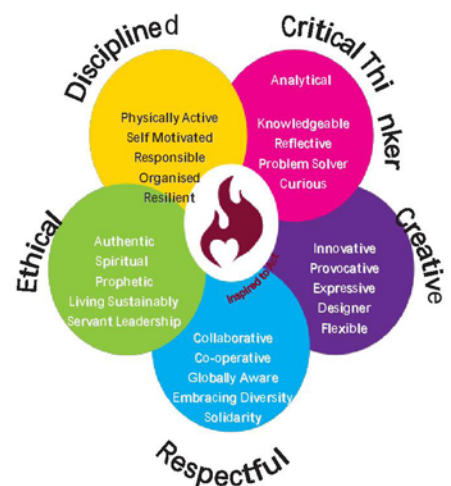 Disciplined
Physically Active
Self Motivated
Responsible
Organised
Resilient
Critical Thinker
Analytical
Knowledgeable
Reflective
Problem Solver
Curious
Ethical
Authentic
Spiritual
Prophetic
Living Sustainably
Servant Leadership
Creative
Innovative
Provocative
Expressive
Designer
Flexible
Inspired to
Collaborative
Co-operative
Globally Aware
Embracing Diversity
Solidarity
Respectful